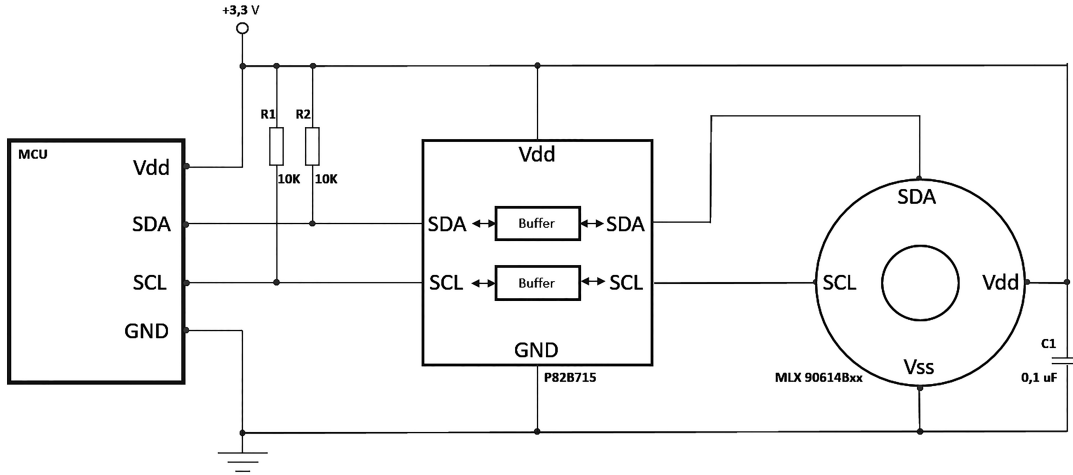 +3,3 V
R1 R2
10K 10K
MCU
Vdd
SDA
SCL
GND
Vdd
SDA Buffer SDA
SCL Buffer SCL
GND
P82B715
SDA
SCL Vdd
Vss
MLX 90614Bxx
C1
0,1 uF